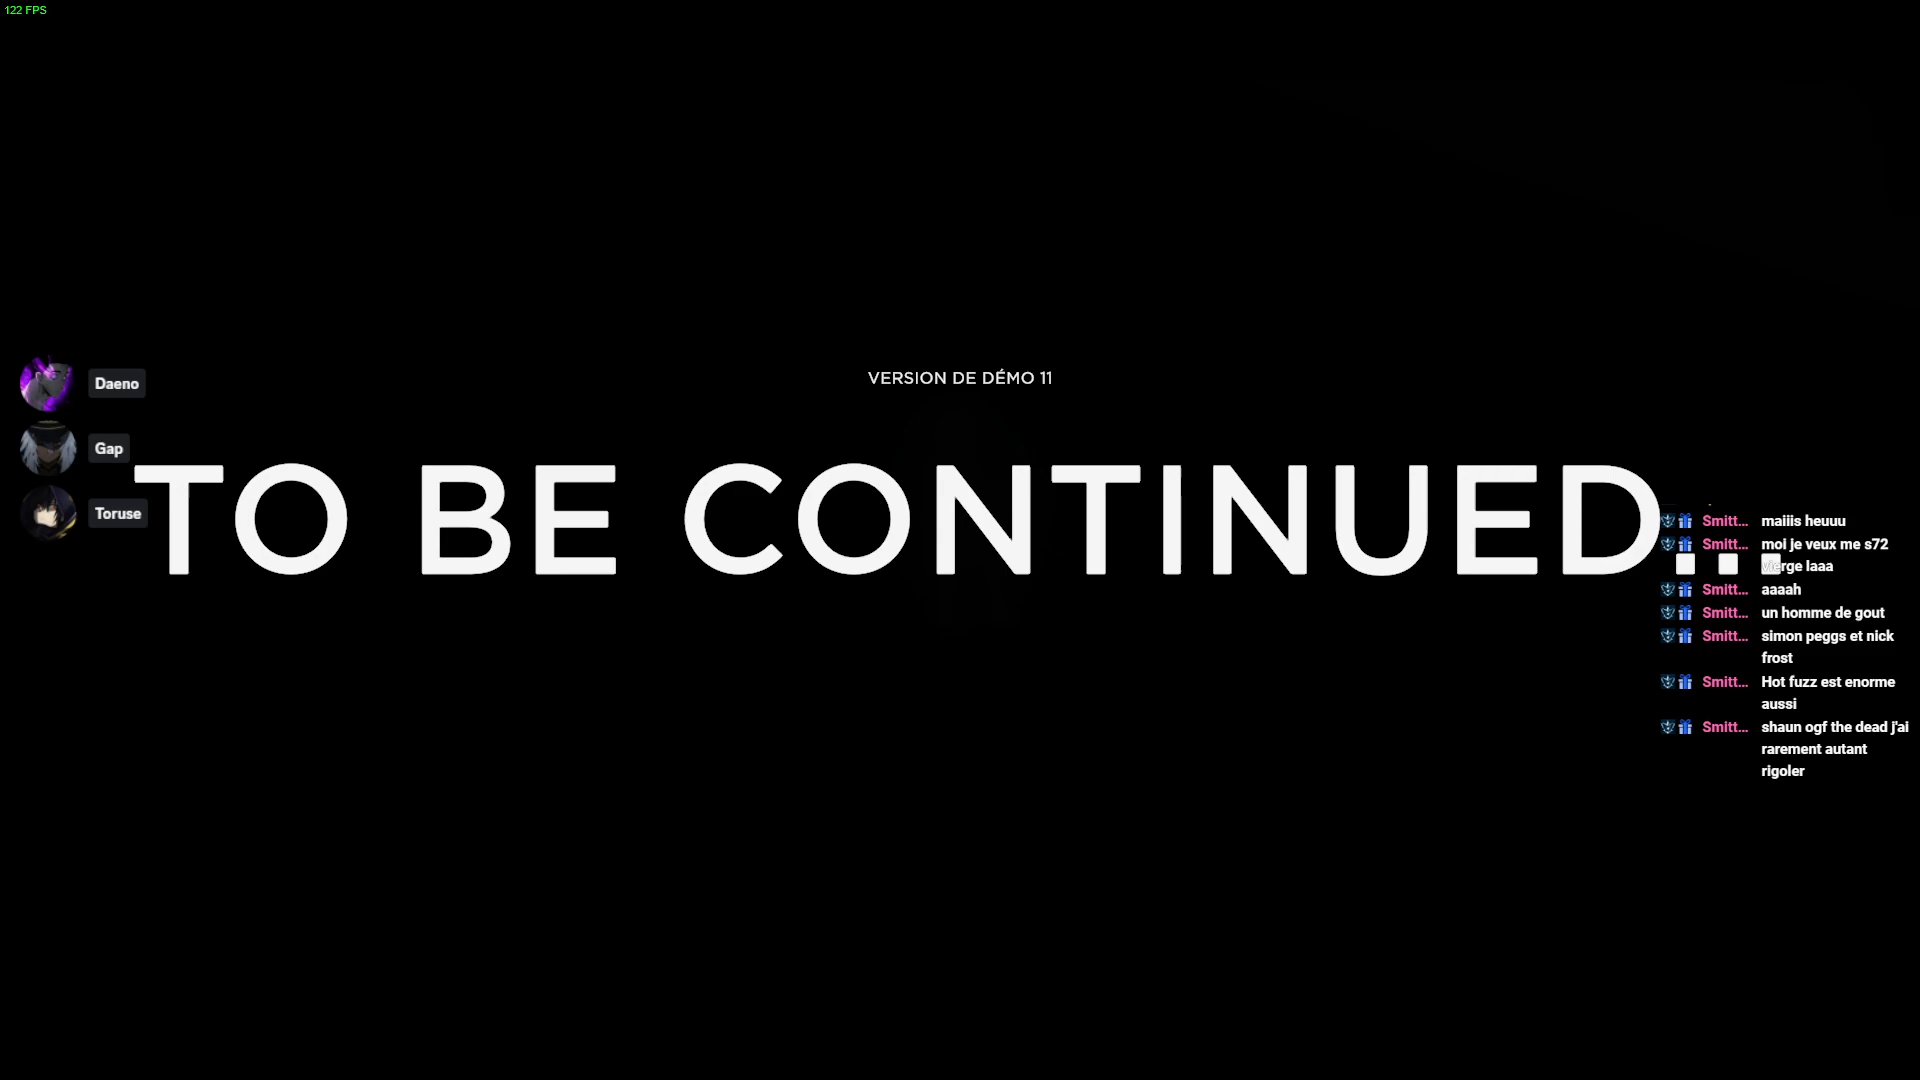 122 FPS
VERSION DE DÉMO 11
Daeno
Gap
Toruse
TO BE CONTINUED...
Smitt... maiiis heuuu
Smitt... moi je veux me s72
vierge laaa
Smitt... aaaah
Smitt... un homme de gout
Smitt... simon peggs et nick
frost
Smitt... Hot fuzz est enorme
aussi
Smitt... shaun ogf the dead j'ai
rarement autant
rigoler